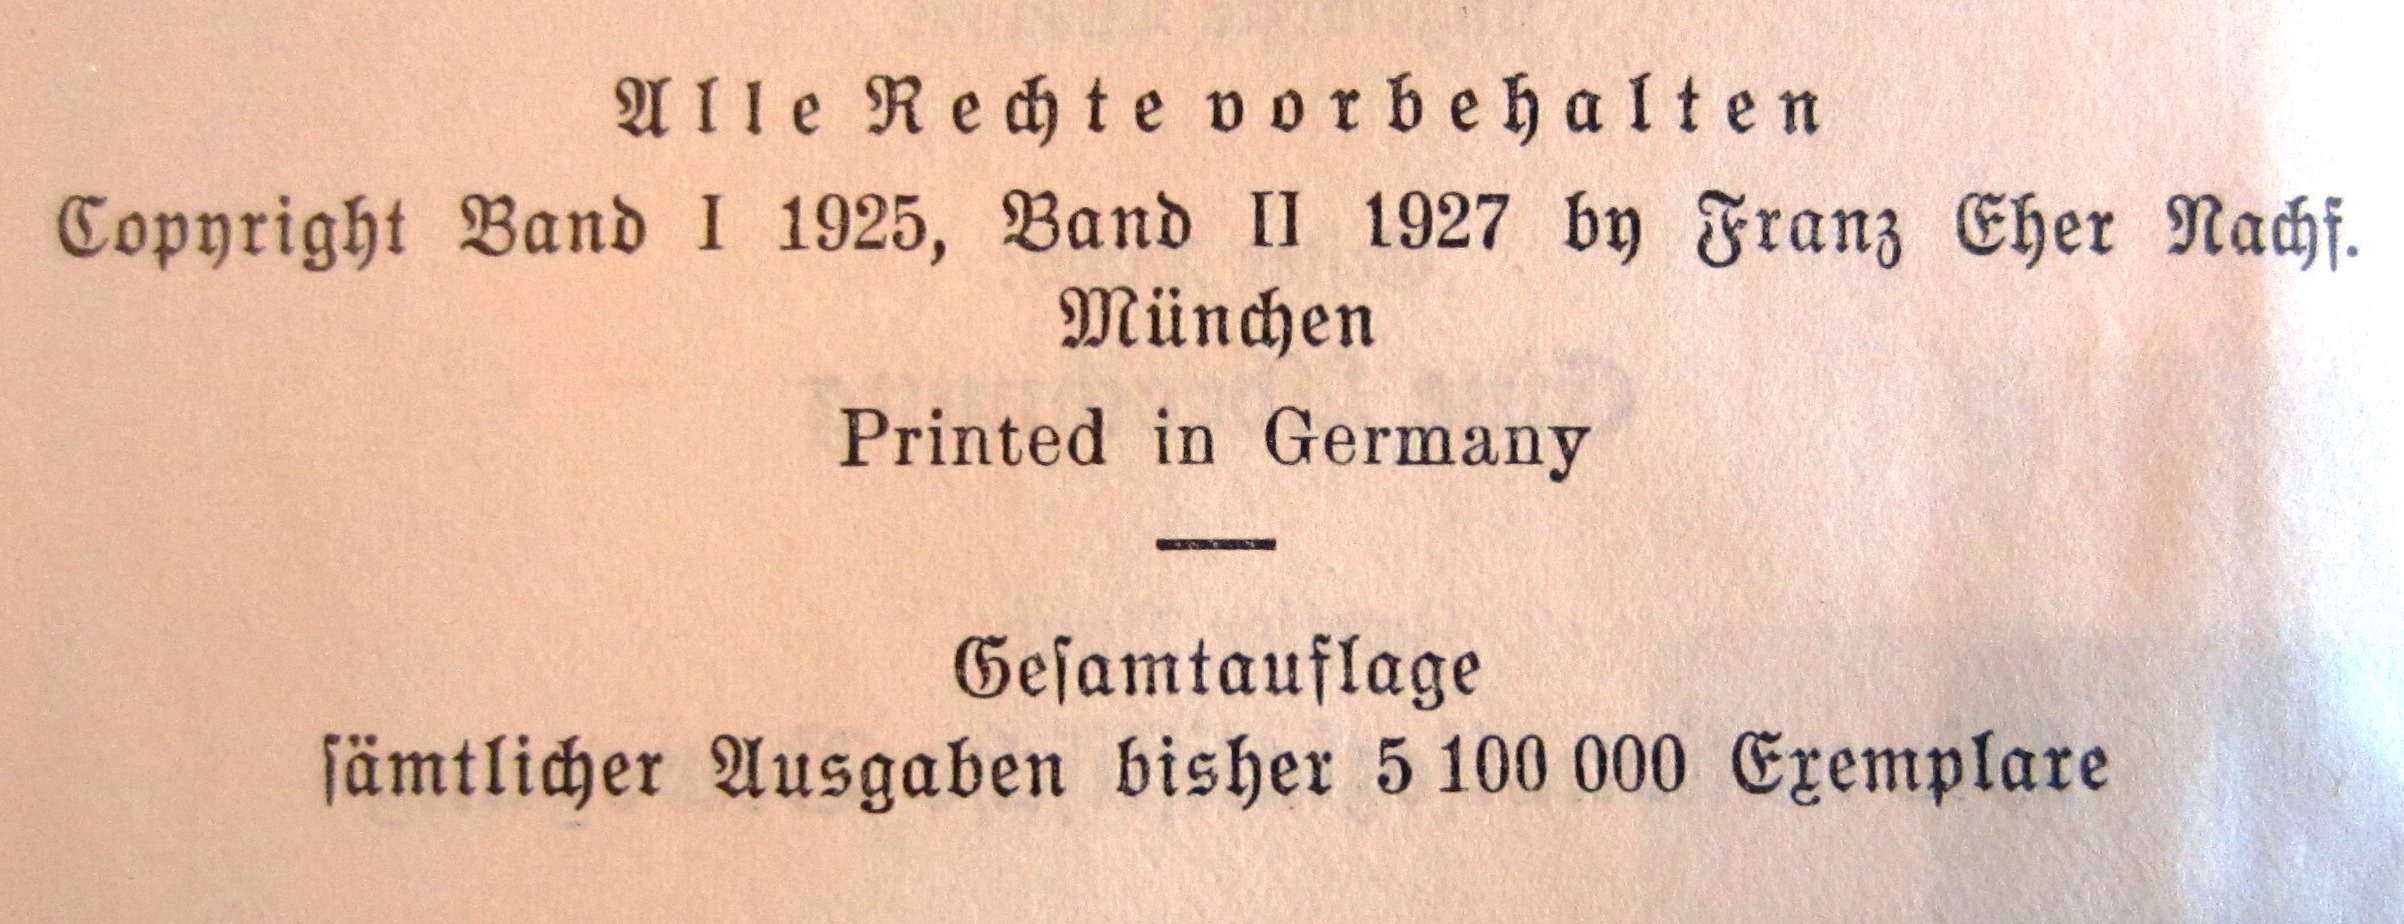 Alle Rechte vorbehalten
Copyright Band I 1925, Band II 1927 by Franz Eher Nachf.
München
Printed in Germany
Geſamtauflage
ſämtlicher Ausgaben bisher 5 100 000 Exemplare